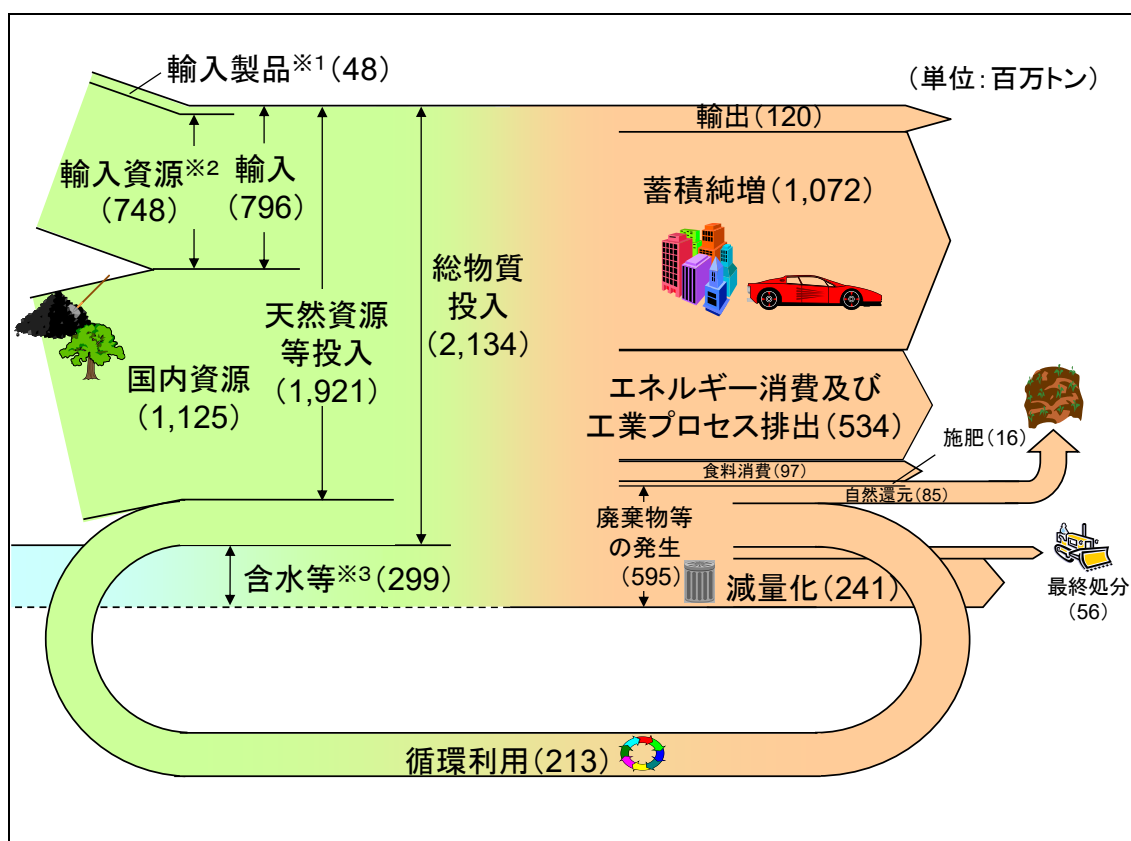 輸入製品※1(48)
(単位:百万トン)
輸出(120)
輸入資源※2
(748)
輸入
(796)
蓄積純増(1,072)
総物質
投入
(2,134)
天然資源
等投入
(1,921)
国内資源
(1,125)
エネルギー消費及び
工業プロセス排出(534)
施肥(16)
食料消費(97)
自然還元(85)
廃棄物等
の発生
(595)
含水等※3(299)
減量化(241)
最終処分
(56)
循環利用(213)